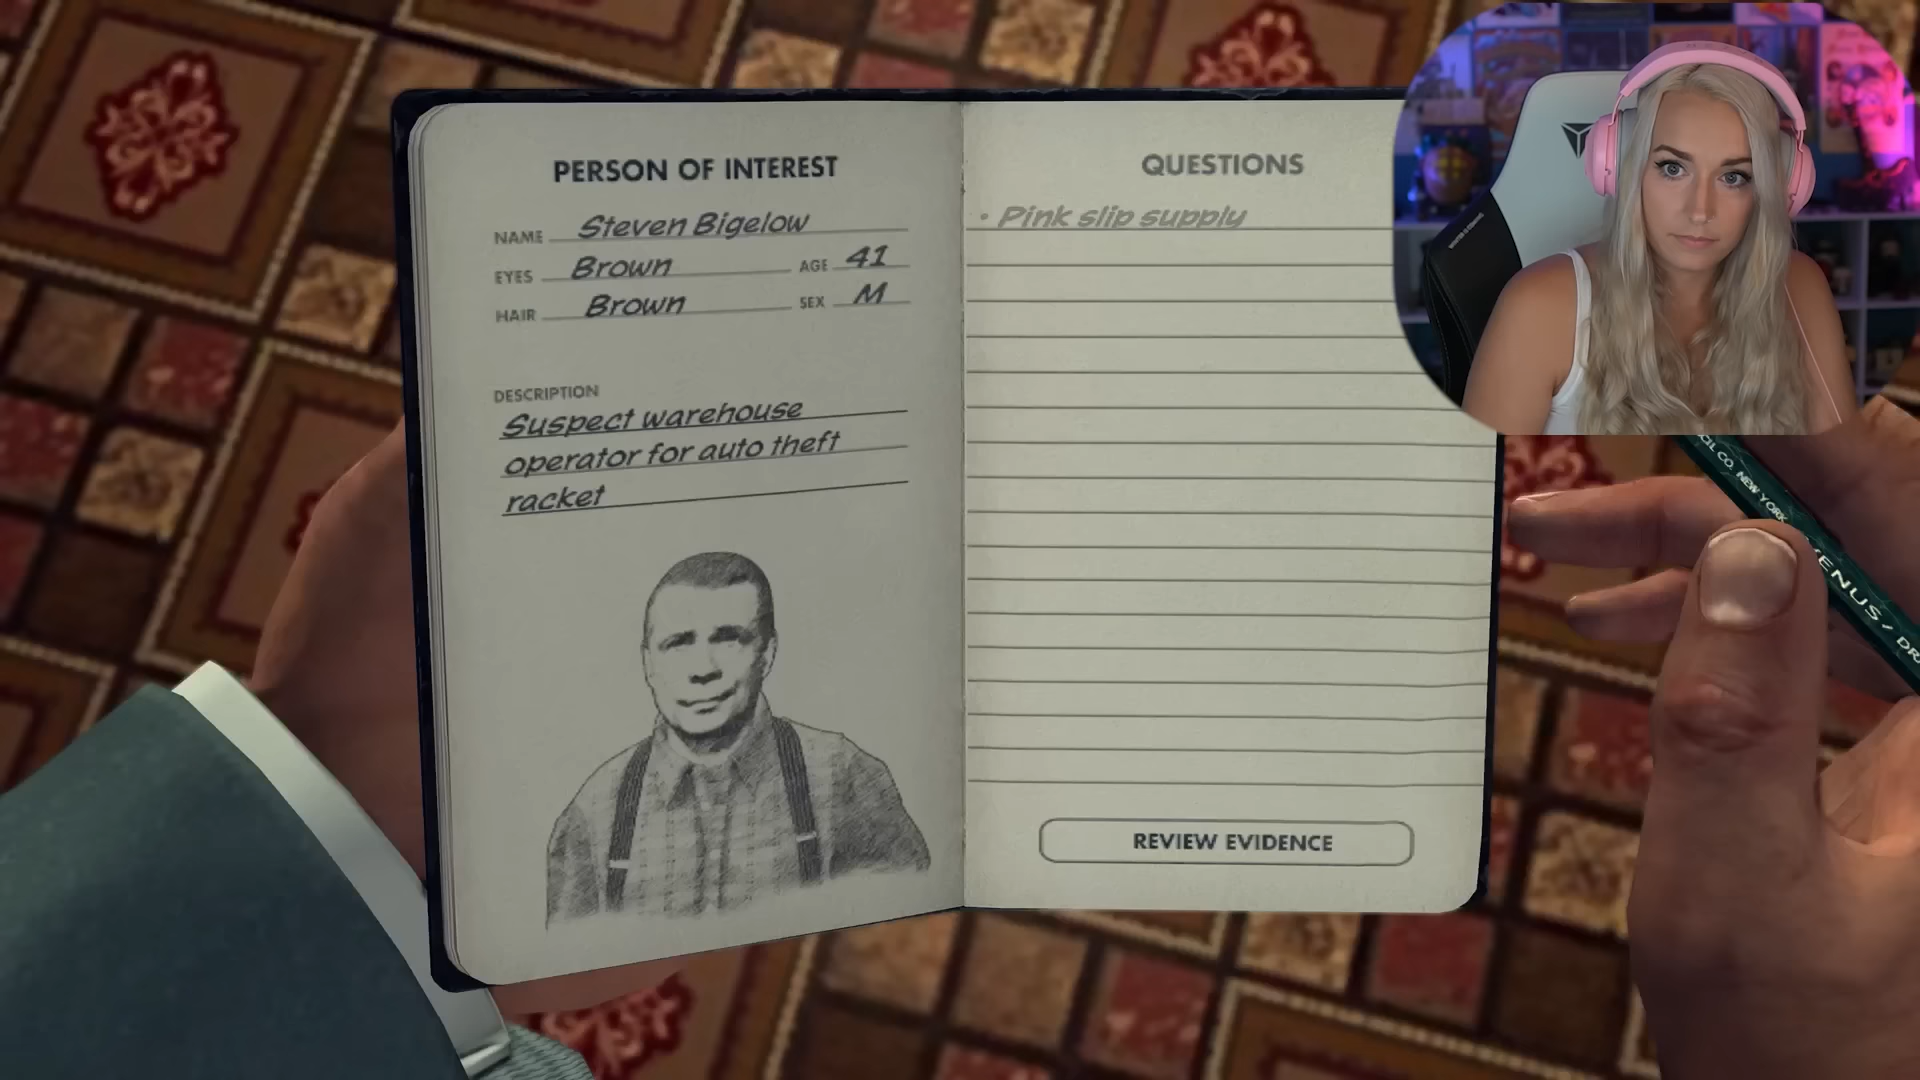 PERSON OF INTEREST
NAME Steven Bigelow
EYES Brown AGE 41
HAIR Brown SEX M
DESCRIPTION
Suspect warehouse
operator for auto theft
racket
QUESTIONS
• Pink slip supply
REVIEW EVIDENCE
CO. NEW YORK
VENUS